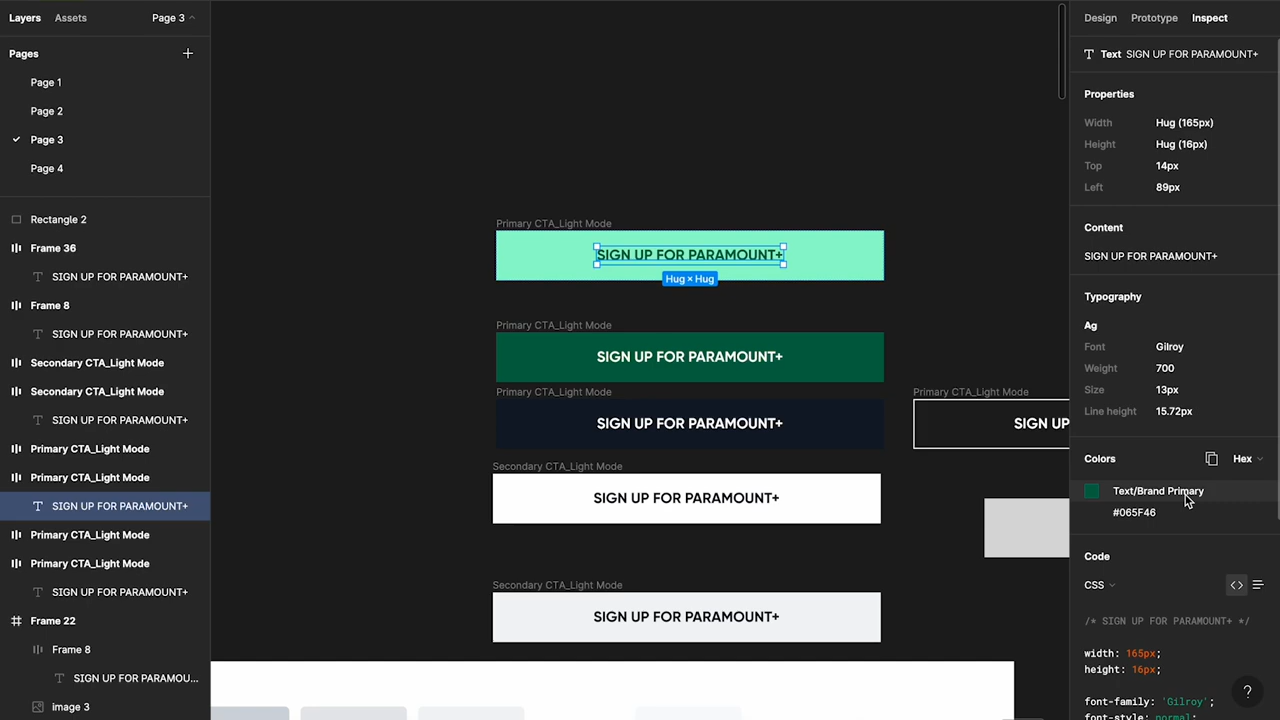 Layers Assets Page 3
Pages
Page 1
Page 2
Page 3
Page 4
Rectangle 2
Frame 36
SIGN UP FOR PARAMOUNT+
Frame 8
SIGN UP FOR PARAMOUNT+
Secondary CTA_Light Mode
Secondary CTA_Light Mode
SIGN UP FOR PARAMOUNT+
Primary CTA_Light Mode
Primary CTA_Light Mode
SIGN UP FOR PARAMOUNT+
Primary CTA_Light Mode
Primary CTA_Light Mode
SIGN UP FOR PARAMOUNT+
Frame 22
Frame 8
SIGN UP FOR PARAMOU...
image 3
Primary CTA_Light Mode
SIGN UP FOR PARAMOUNT+
Hug × Hug
Primary CTA_Light Mode
SIGN UP FOR PARAMOUNT+
Primary CTA_Light Mode
SIGN UP FOR PARAMOUNT+
Primary CTA_Light Mode
SIGN UP
Secondary CTA_Light Mode
SIGN UP FOR PARAMOUNT+
Secondary CTA_Light Mode
SIGN UP FOR PARAMOUNT+
Design Prototype Inspect
T Text SIGN UP FOR PARAMOUNT+
Properties
Width Hug (165px)
Height Hug (16px)
Top 14px
Left 89px
Content
SIGN UP FOR PARAMOUNT+
Typography
Ag
Font Gilroy
Weight 700
Size 13px
Line height 15.72px
Colors Hex
Text/Brand Primary
#065F46
Code
CSS
/* SIGN UP FOR PARAMOUNT+ */
width: 165px;
height: 16px;
font-family: 'Gilroy';
font-style: normal;
?